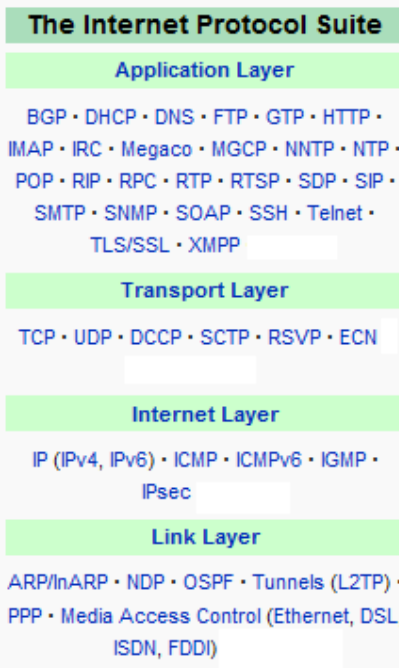 The Internet Protocol Suite
Application Layer
BGP · DHCP · DNS · FTP · GTP · HTTP ·
IMAP · IRC · Megaco · MGCP · NNTP · NTP ·
POP · RIP · RPC · RTP · RTSP · SDP · SIP ·
SMTP · SNMP · SOAP · SSH · Telnet ·
TLS/SSL · XMPP
Transport Layer
TCP · UDP · DCCP · SCTP · RSVP · ECN
Internet Layer
IP (IPv4, IPv6) · ICMP · ICMPv6 · IGMP ·
IPsec
Link Layer
ARP/InARP · NDP · OSPF · Tunnels (L2TP) ·
PPP · Media Access Control (Ethernet, DSL
ISDN, FDDI)